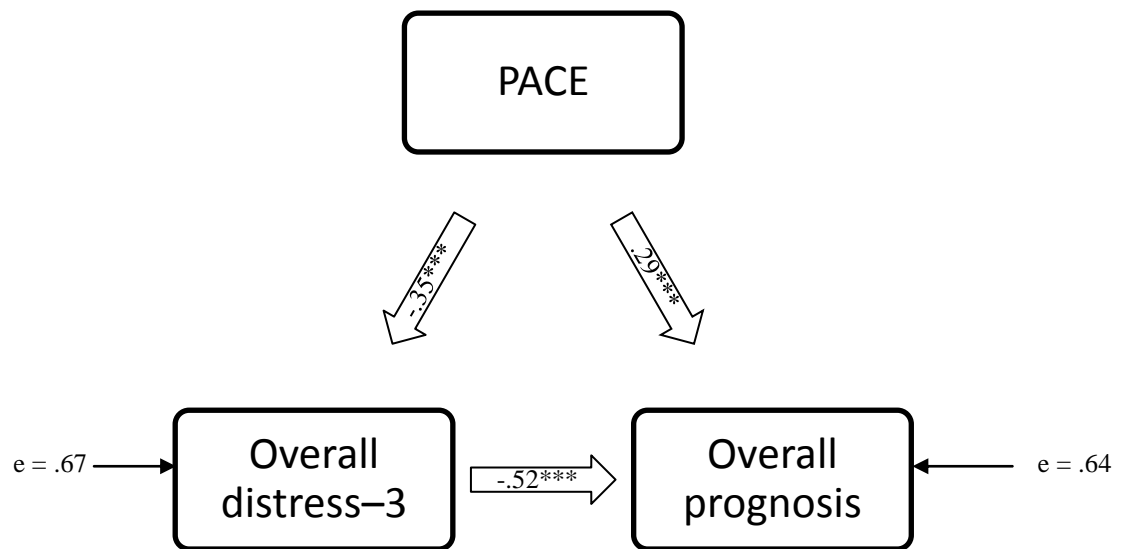 PACE
-.35***
.29***
Overall
distress–3
Overall
prognosis
e = .67
-.52***
e = .64